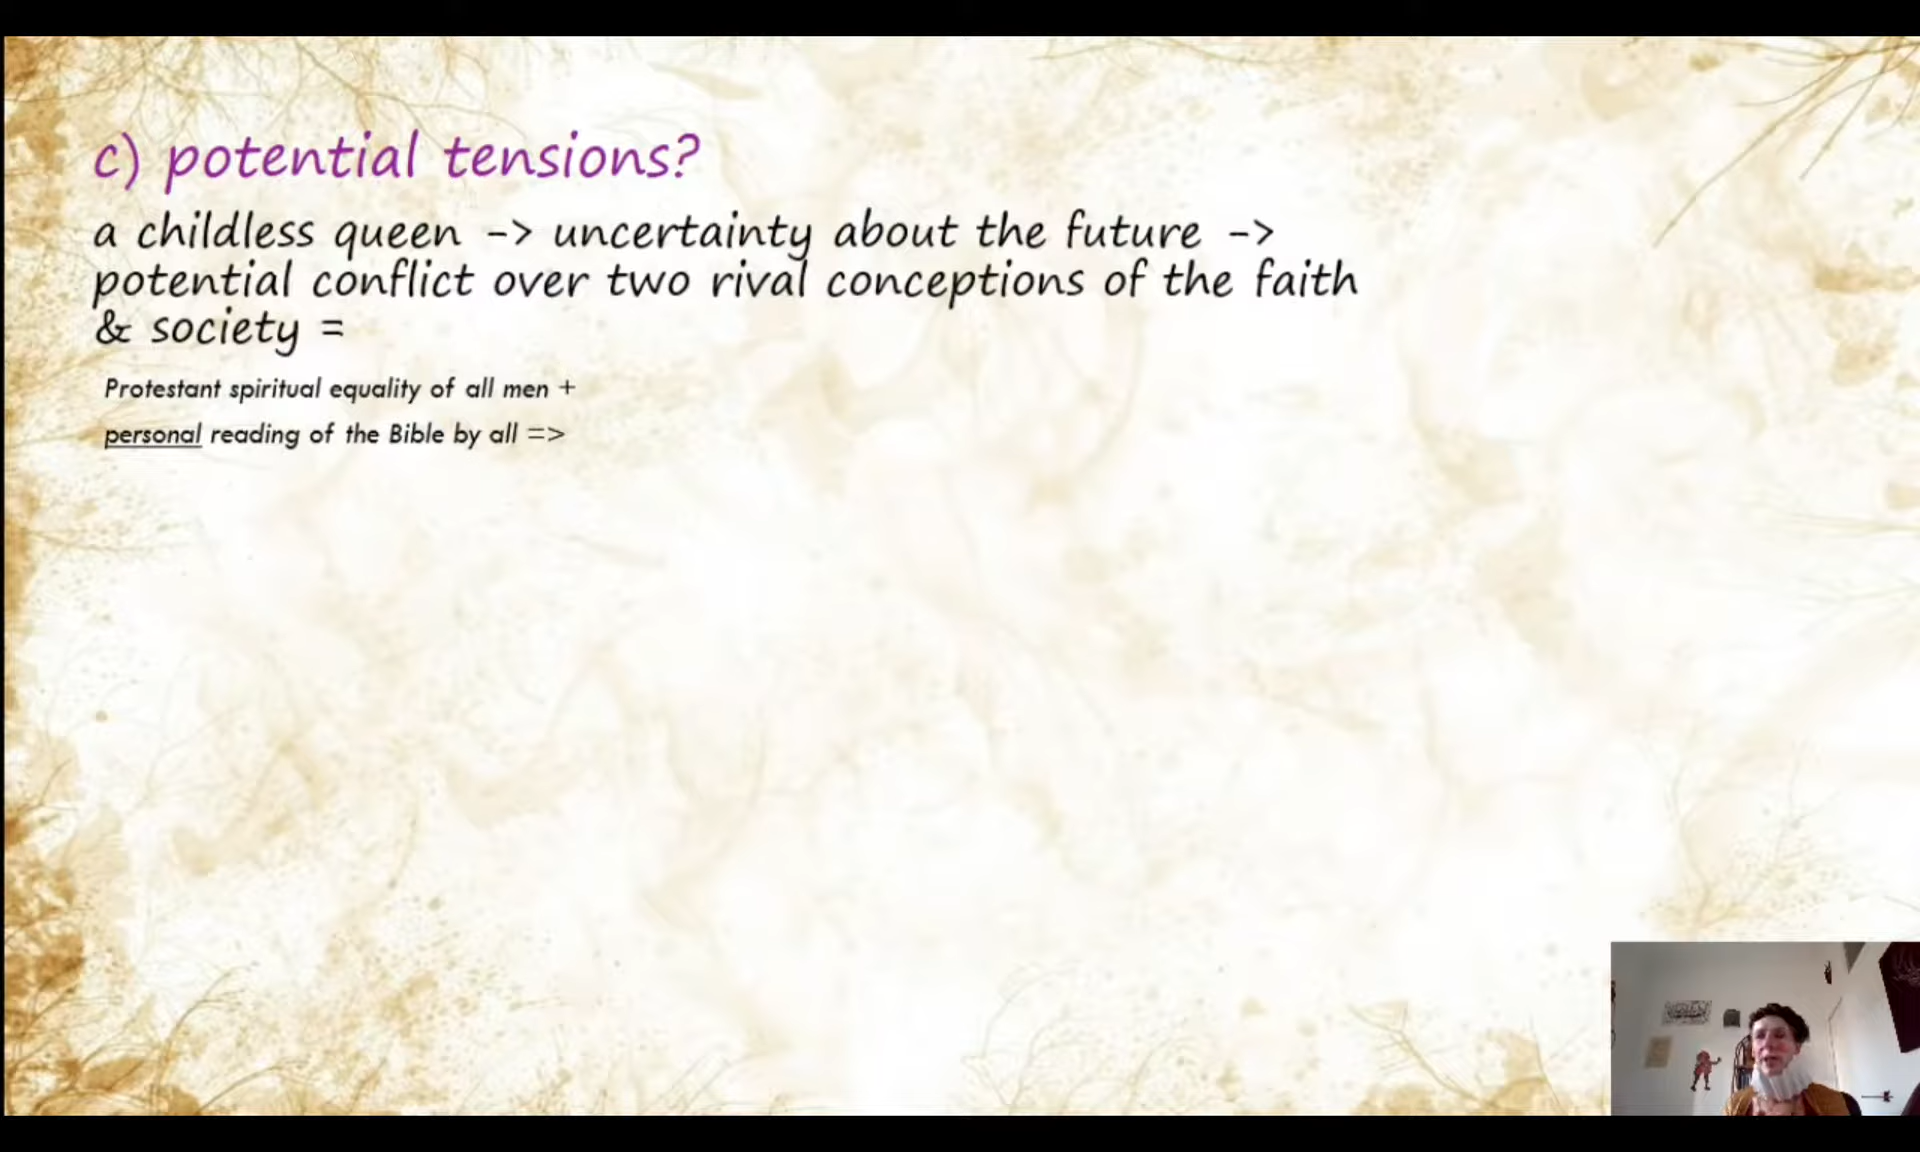 c) potential tensions?
a childless queen -> uncertainty about the future ->
potential conflict over two rival conceptions of the faith
& society =
Protestant spiritual equality of all men +
personal reading of the Bible by all =>